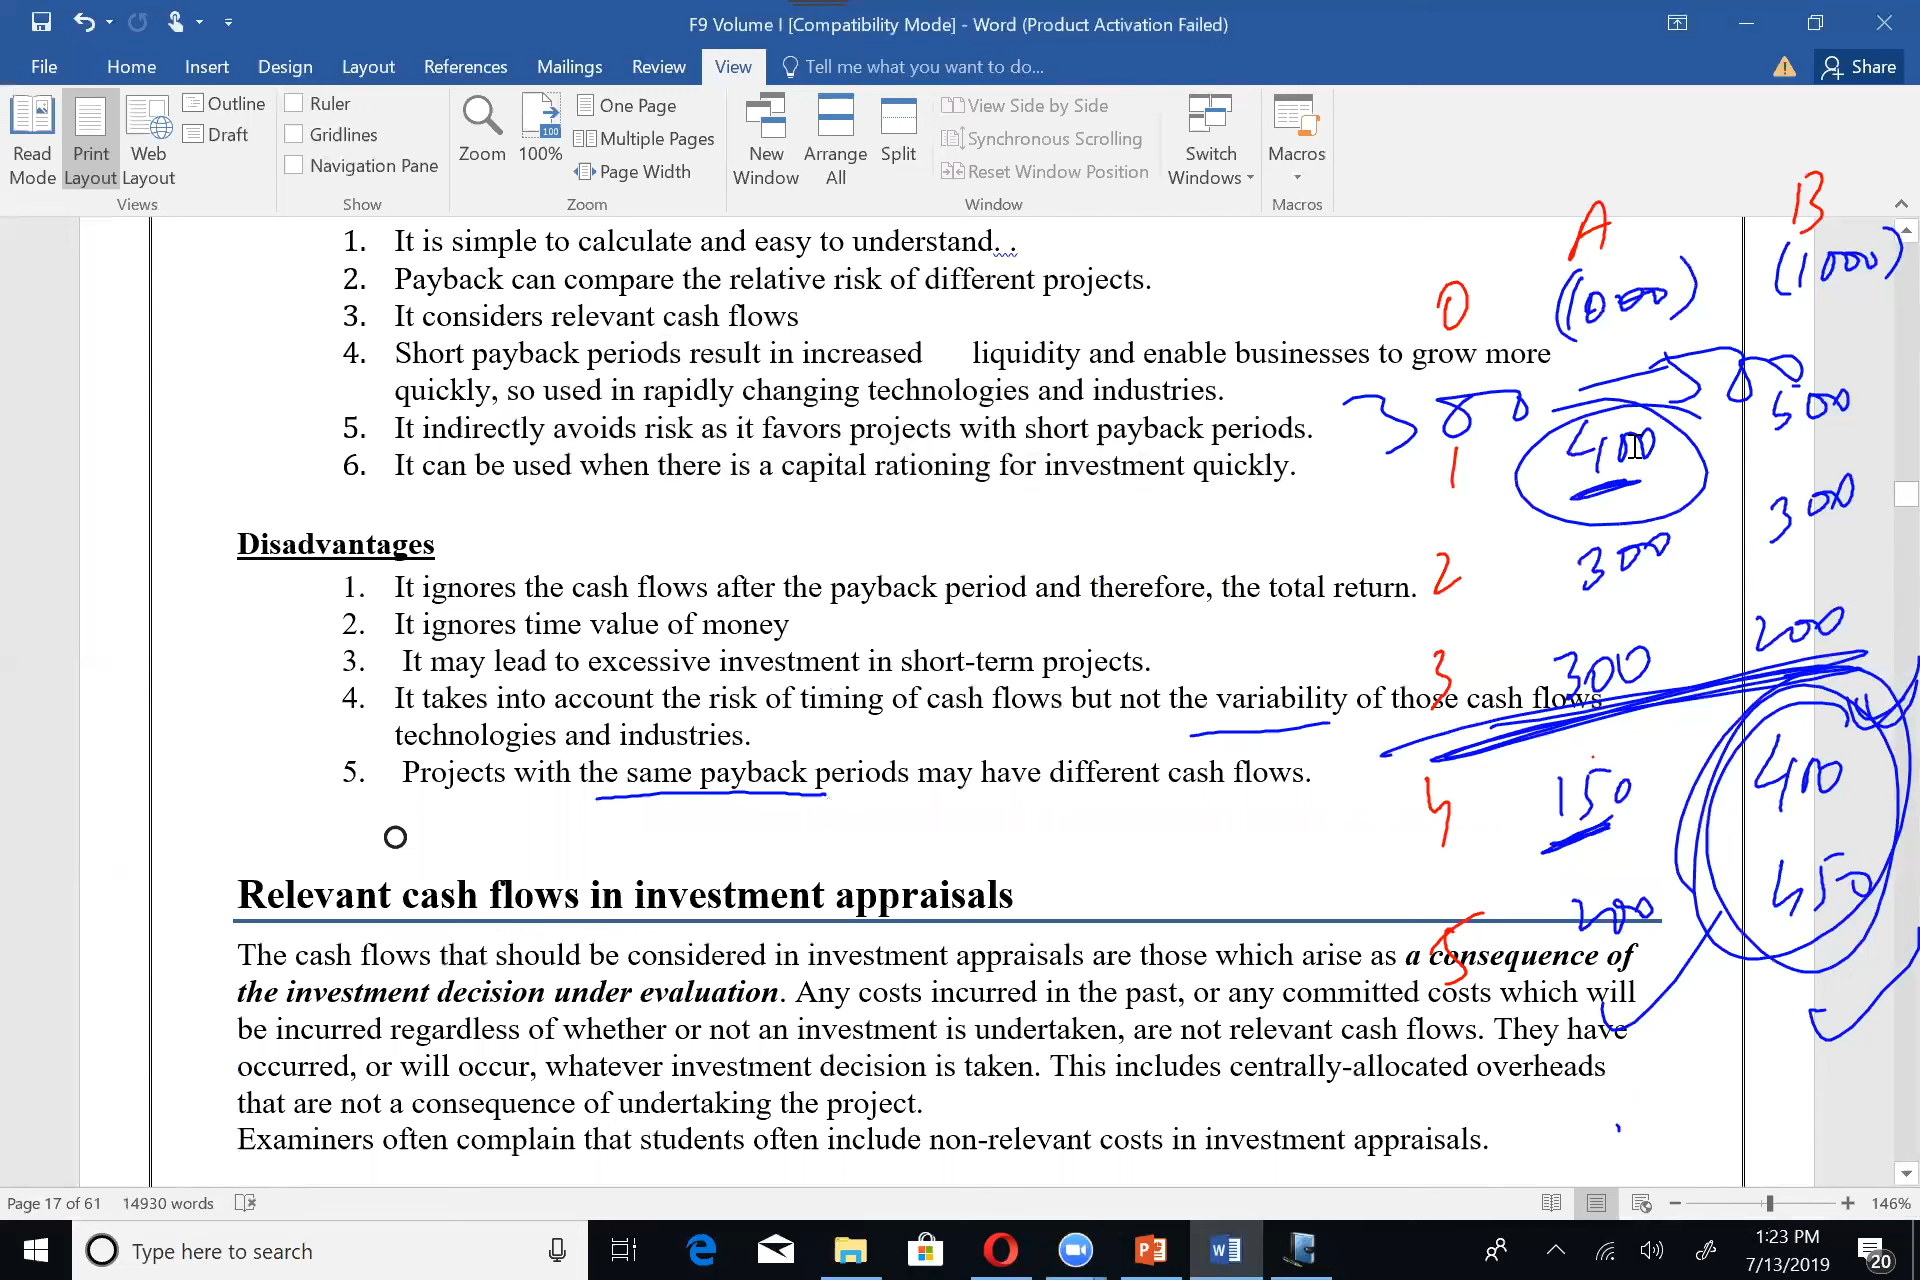 F9 Volume I [Compatibility Mode] - Word (Product Activation Failed)
File Home Insert Design Layout References Mailings Review View Tell me what you want to do... Share
Read Mode
Print Layout
Web Layout
Outline
Draft
Views
Ruler
Gridlines
Navigation Pane
Show
Zoom
100
100%
One Page
Multiple Pages
Page Width
Zoom
New Window
Arrange All
Split
View Side by Side
Synchronous Scrolling
Reset Window Position
Window
Switch Windows
Macros
Macros
1. It is simple to calculate and easy to understand. .
2. Payback can compare the relative risk of different projects.
3. It considers relevant cash flows
4. Short payback periods result in increased liquidity and enable businesses to grow more
quickly, so used in rapidly changing technologies and industries.
5. It indirectly avoids risk as it favors projects with short payback periods.
6. It can be used when there is a capital rationing for investment quickly.
Disadvantages
1. It ignores the cash flows after the payback period and therefore, the total return.
2. It ignores time value of money
3. It may lead to excessive investment in short-term projects.
4. It takes into account the risk of timing of cash flows but not the variability of those cash flows
technologies and industries.
5. Projects with the same payback periods may have different cash flows.
Relevant cash flows in investment appraisals
The cash flows that should be considered in investment appraisals are those which arise as a consequence of
the investment decision under evaluation. Any costs incurred in the past, or any committed costs which will
be incurred regardless of whether or not an investment is undertaken, are not relevant cash flows. They have
occurred, or will occur, whatever investment decision is taken. This includes centrally-allocated overheads
that are not a consequence of undertaking the project.
Examiners often complain that students often include non-relevant costs in investment appraisals.
A B
0 (1000) (1000)
300 500
1 400 500
2 300 300
3 300 200
4 150 400
5 200 450
Page 17 of 61 14930 words 146%
Type here to search
1:23 PM
7/13/2019
20